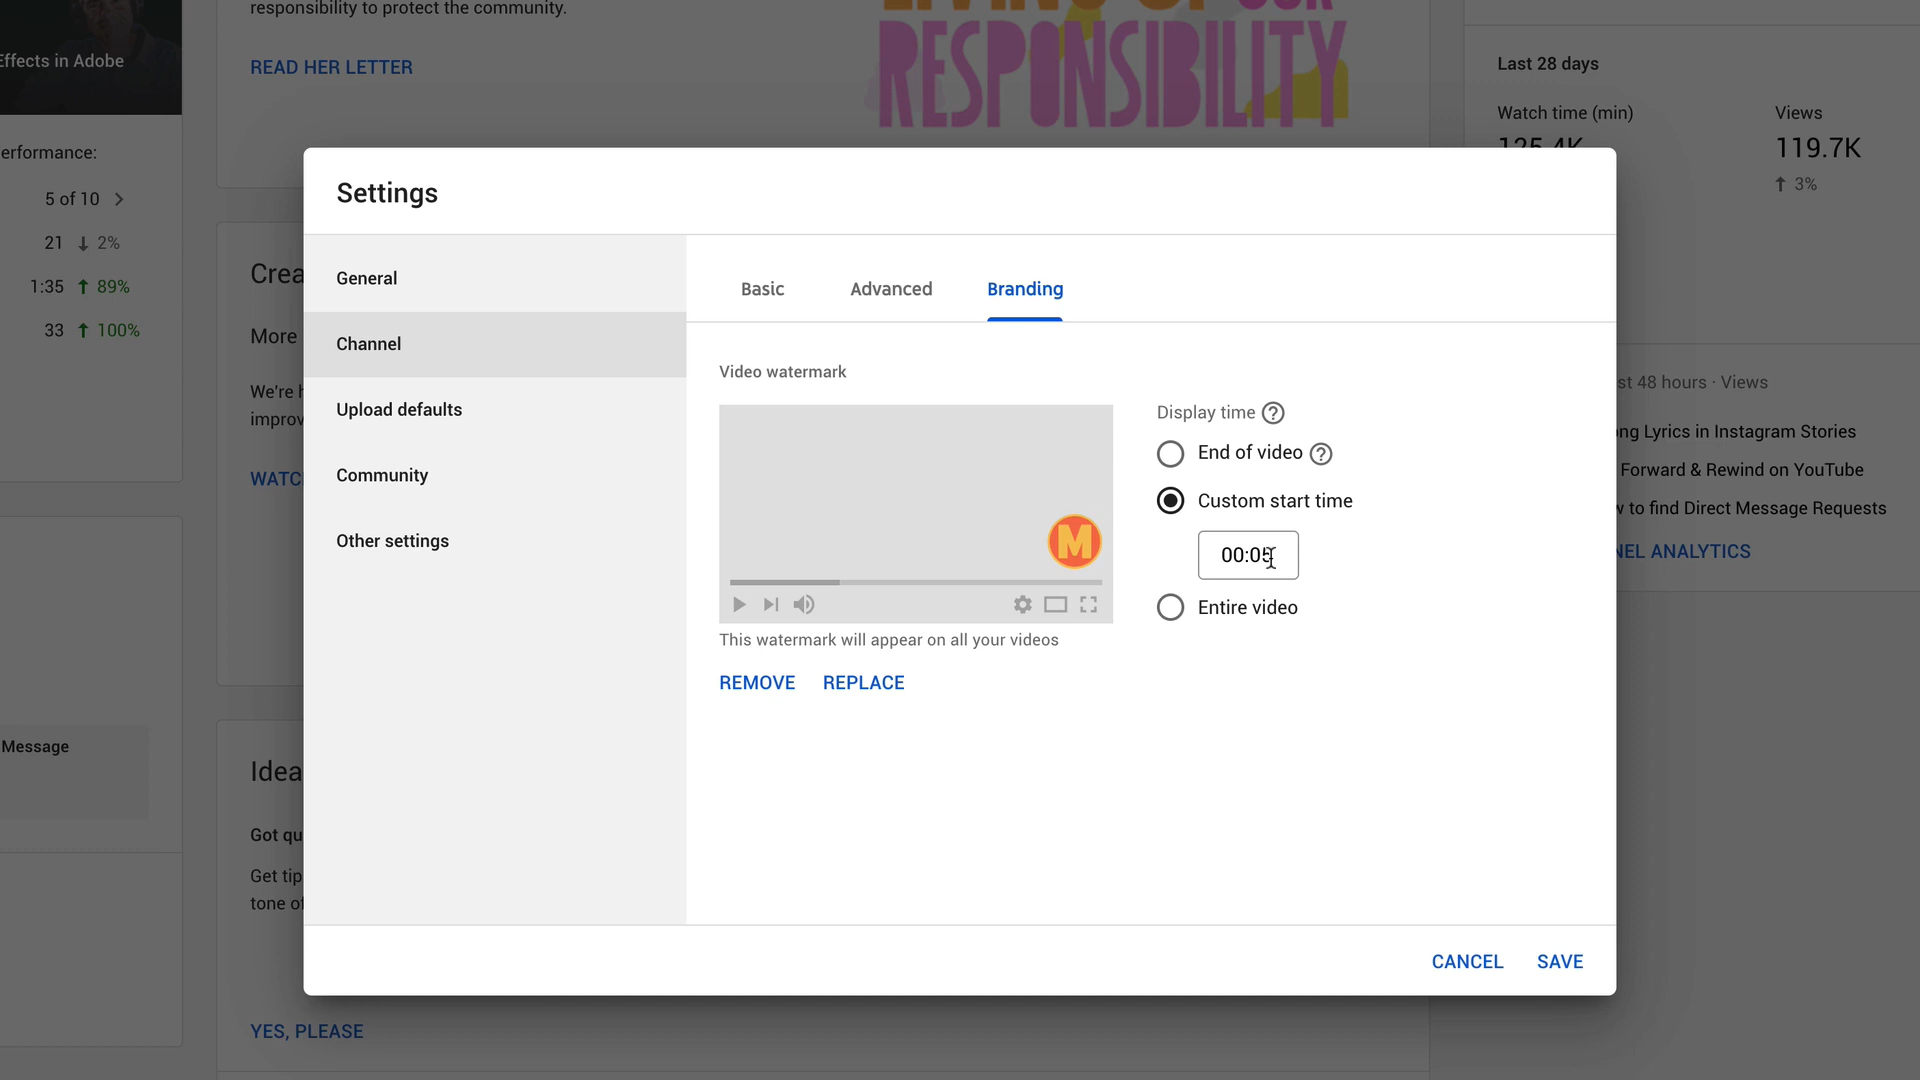 responsibility to protect the community.
READ HER LETTER
RESPONSIBILITY
Effects in Adobe
Last 28 days
Watch time (min)
Views
125.4K
119.7K
3%
5 of 10
21 2%
1:35 89%
33 100%
Settings
General
Channel
Upload defaults
Community
Other settings
Basic
Advanced
Branding
Video watermark
M
This watermark will appear on all your videos
REMOVE
REPLACE
Display time ?
End of video ?
Custom start time
00:05
Entire video
CANCEL
SAVE
More
48 hours · Views
Lyrics in Instagram Stories
Forward & Rewind on YouTube
to find Direct Message Requests
ANALYTICS
Message
Get
YES, PLEASE